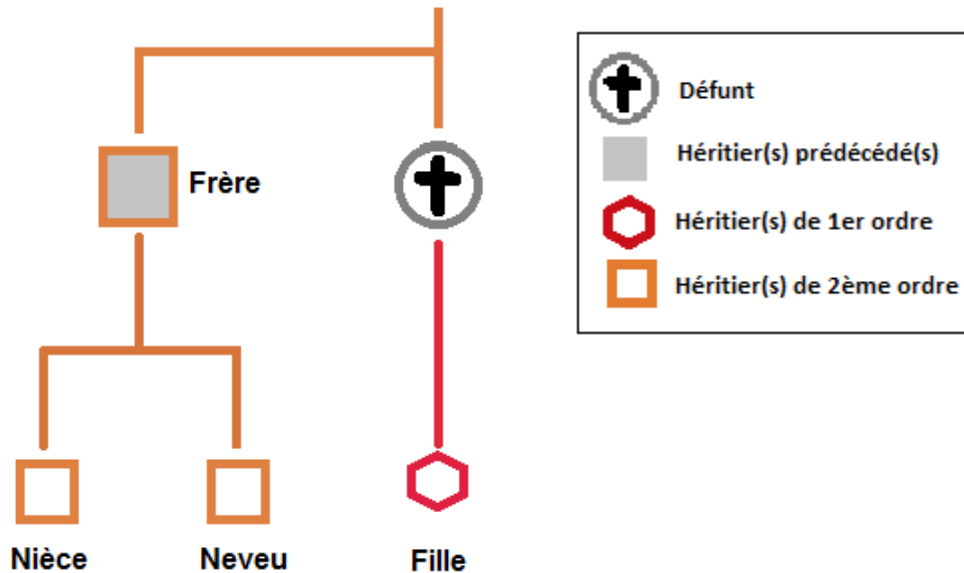 Frère
Nièce
Neveu
Fille
Défunt
Héritier(s) prédécédé(s)
Héritier(s) de 1er ordre
Héritier(s) de 2ème ordre